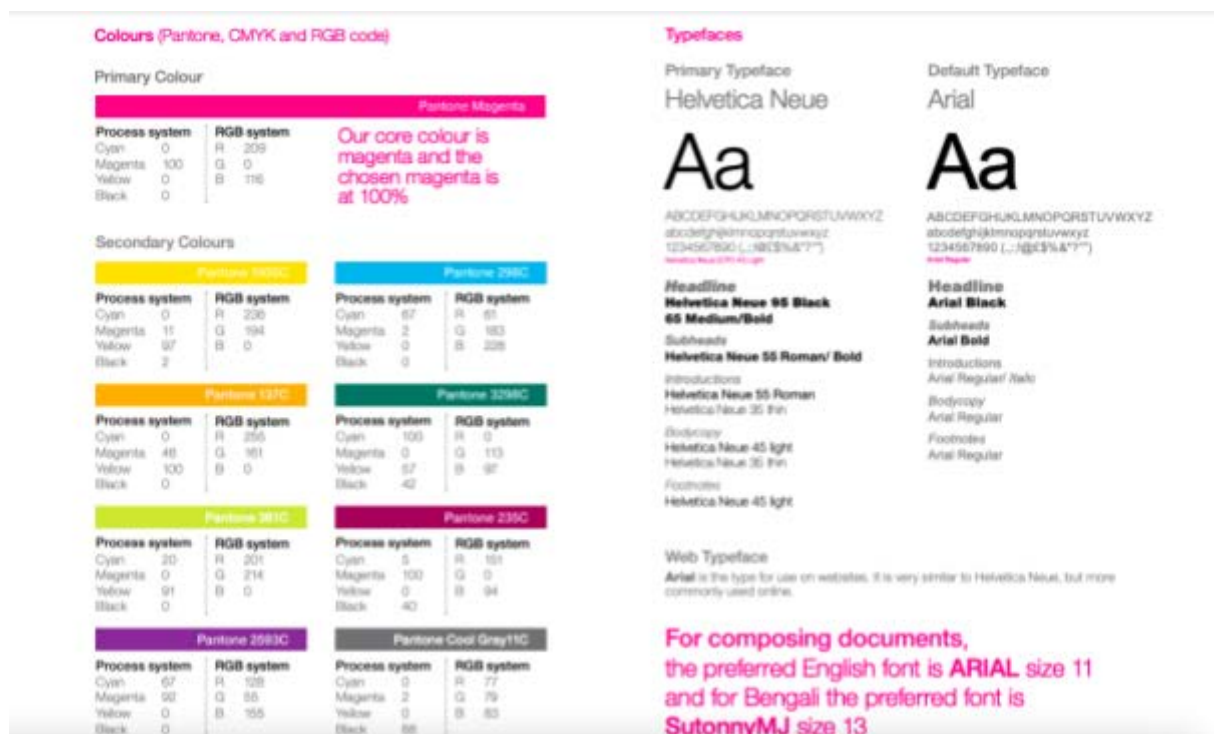 Colours (Pantone, CMYK and RGB code)
Primary Colour
Pantone Magenta
Process system RGB system
Cyan 0 R 209
Magenta 100 G 0
Yellow 0 B 116
Black 0
Our core colour is
magenta and the
chosen magenta is
at 100%
Secondary Colours
Pantone
Process system RGB system
Cyan 0 R 236
Magenta 11 G 194
Yellow 97 B 0
Black 2
Pantone 298C
Process system RGB system
Cyan 67 R 61
Magenta 2 G 183
Yellow 0 B 228
Black 0
Pantone 137C
Process system RGB system
Cyan 0 R 255
Magenta G 161
Yellow 100 B 0
Black 0
Pantone 3298C
Process system RGB system
Cyan 100 R 0
Magenta 0 G 113
Yellow 57 B 97
Black 42
Pantone 381C
Process system RGB system
Cyan 20 R 201
Magenta 0 G 214
Yellow 91 B 0
Black 0
Pantone 235C
Process system RGB system
Cyan 5 R 151
Magenta 100 G 0
Yellow 0 B 94
Black 40
Pantone 2593C
Process system RGB system
Cyan 67 R 128
Magenta 92 G 55
Yellow 0 B 155
Black 0
Pantone Cool Gray11C
Process system RGB system
Cyan 0 R 77
Magenta 2 G 79
Yellow 0 B 83
Black 68
Typefaces
Primary Typeface
Helvetica Neue
Aa
ABCDEFGHIJKLMNOPQRSTUVWXYZ
abcdefghijklmnopqrstuvwxyz
1234567890 (.,:;!@£$%&"?'")
Headline
Helvetica Neue 95 Black
65 Medium/Bold
Subheads
Helvetica Neue 55 Roman/ Bold
Introductions
Helvetica Neue 55 Roman
Helvetica Neue 35 thin
Bodycopy
Helvetica Neue 45 light
Helvetica Neue 35 thin
Footnotes
Helvetica Neue 45 light
Default Typeface
Arial
Aa
ABCDEFGHIJKLMNOPQRSTUVWXYZ
abcdefghijklmnopqrstuvwxyz
1234567890 (.,:;!@£$%&"?'")
Arial Regular
Headline
Arial Black
Subheads
Arial Bold
Introductions
Arial Regular/ Italic
Bodycopy
Arial Regular
Footnotes
Arial Regular
Web Typeface
Arial is the type for use on websites. It is very similar to Helvetica Neue, but more
commonly used online.
For composing documents,
the preferred English font is ARIAL size 11
and for Bengali the preferred font is
SutonnyMJ size 13